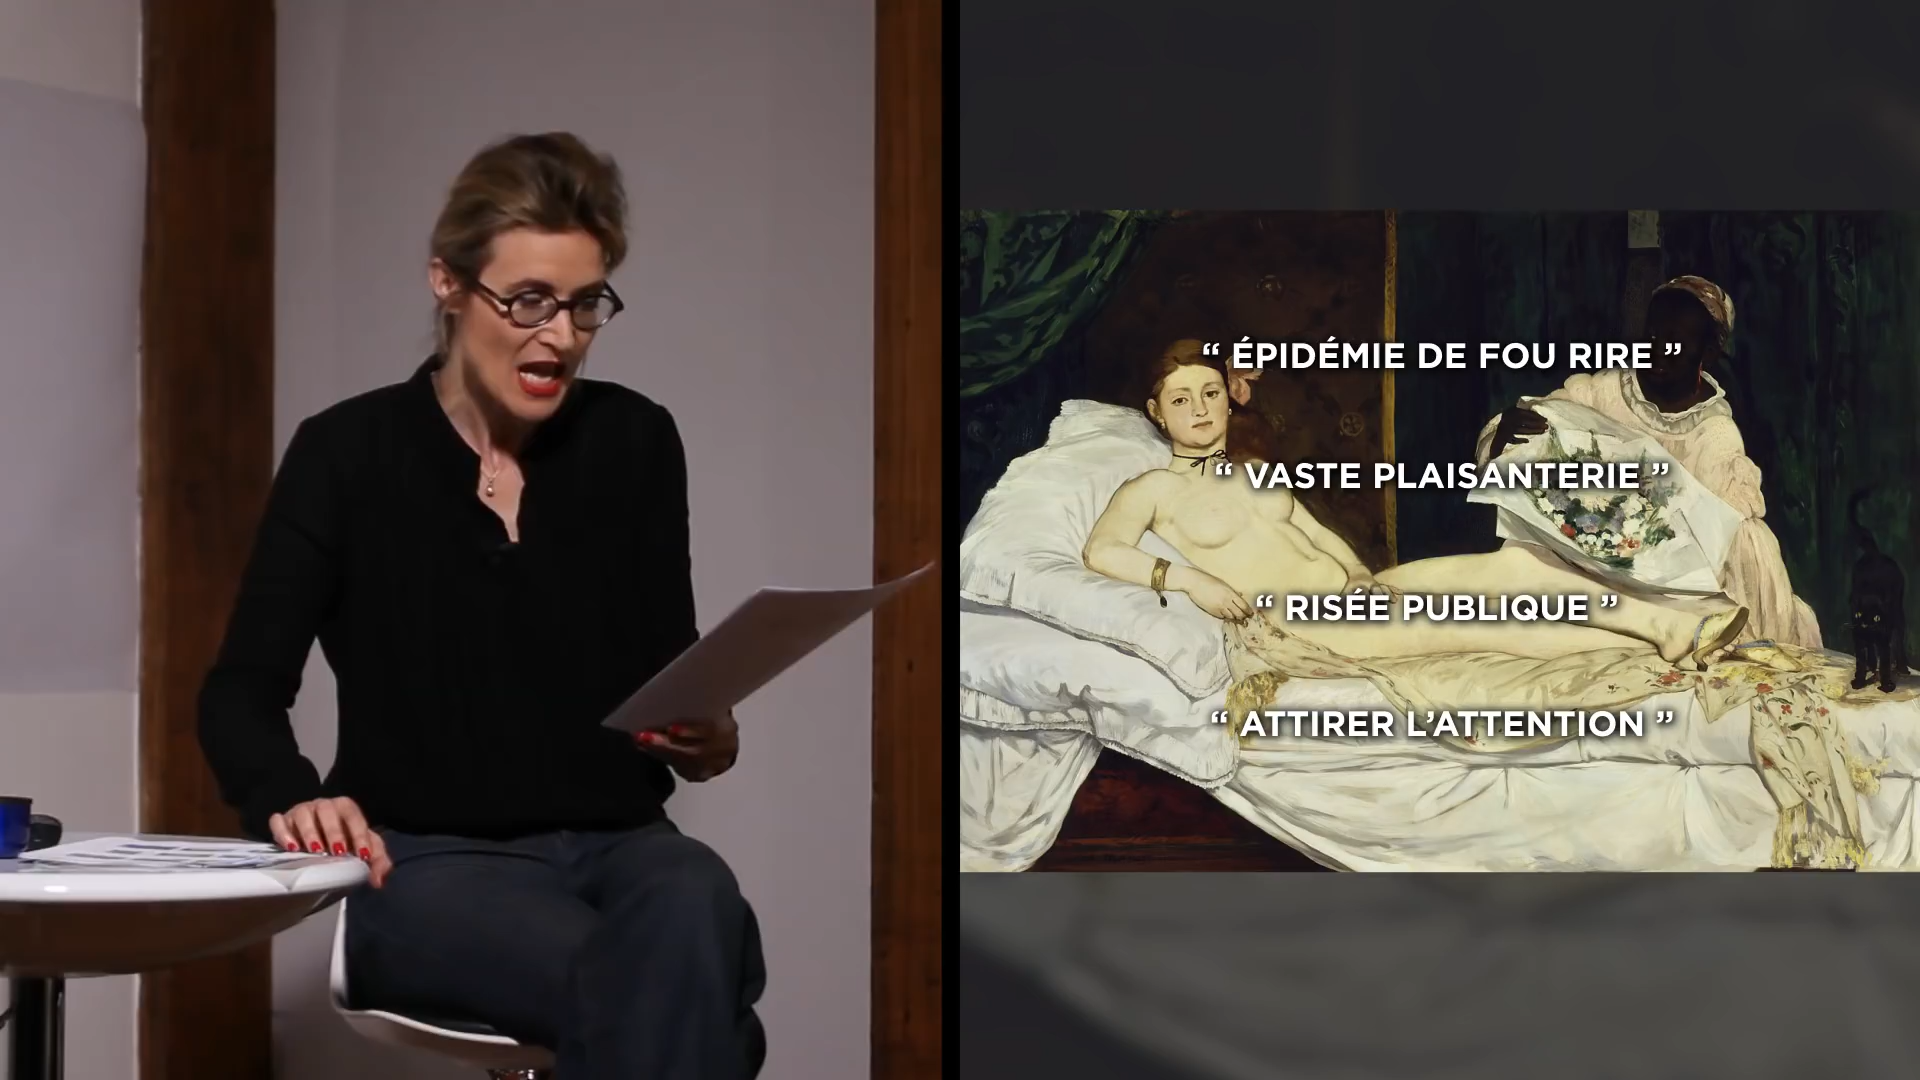 “ ÉPIDÉMIE DE FOU RIRE ”
“ VASTE PLAISANTERIE ”
“ RISÉE PUBLIQUE ”
“ ATTIRER L’ATTENTION ”